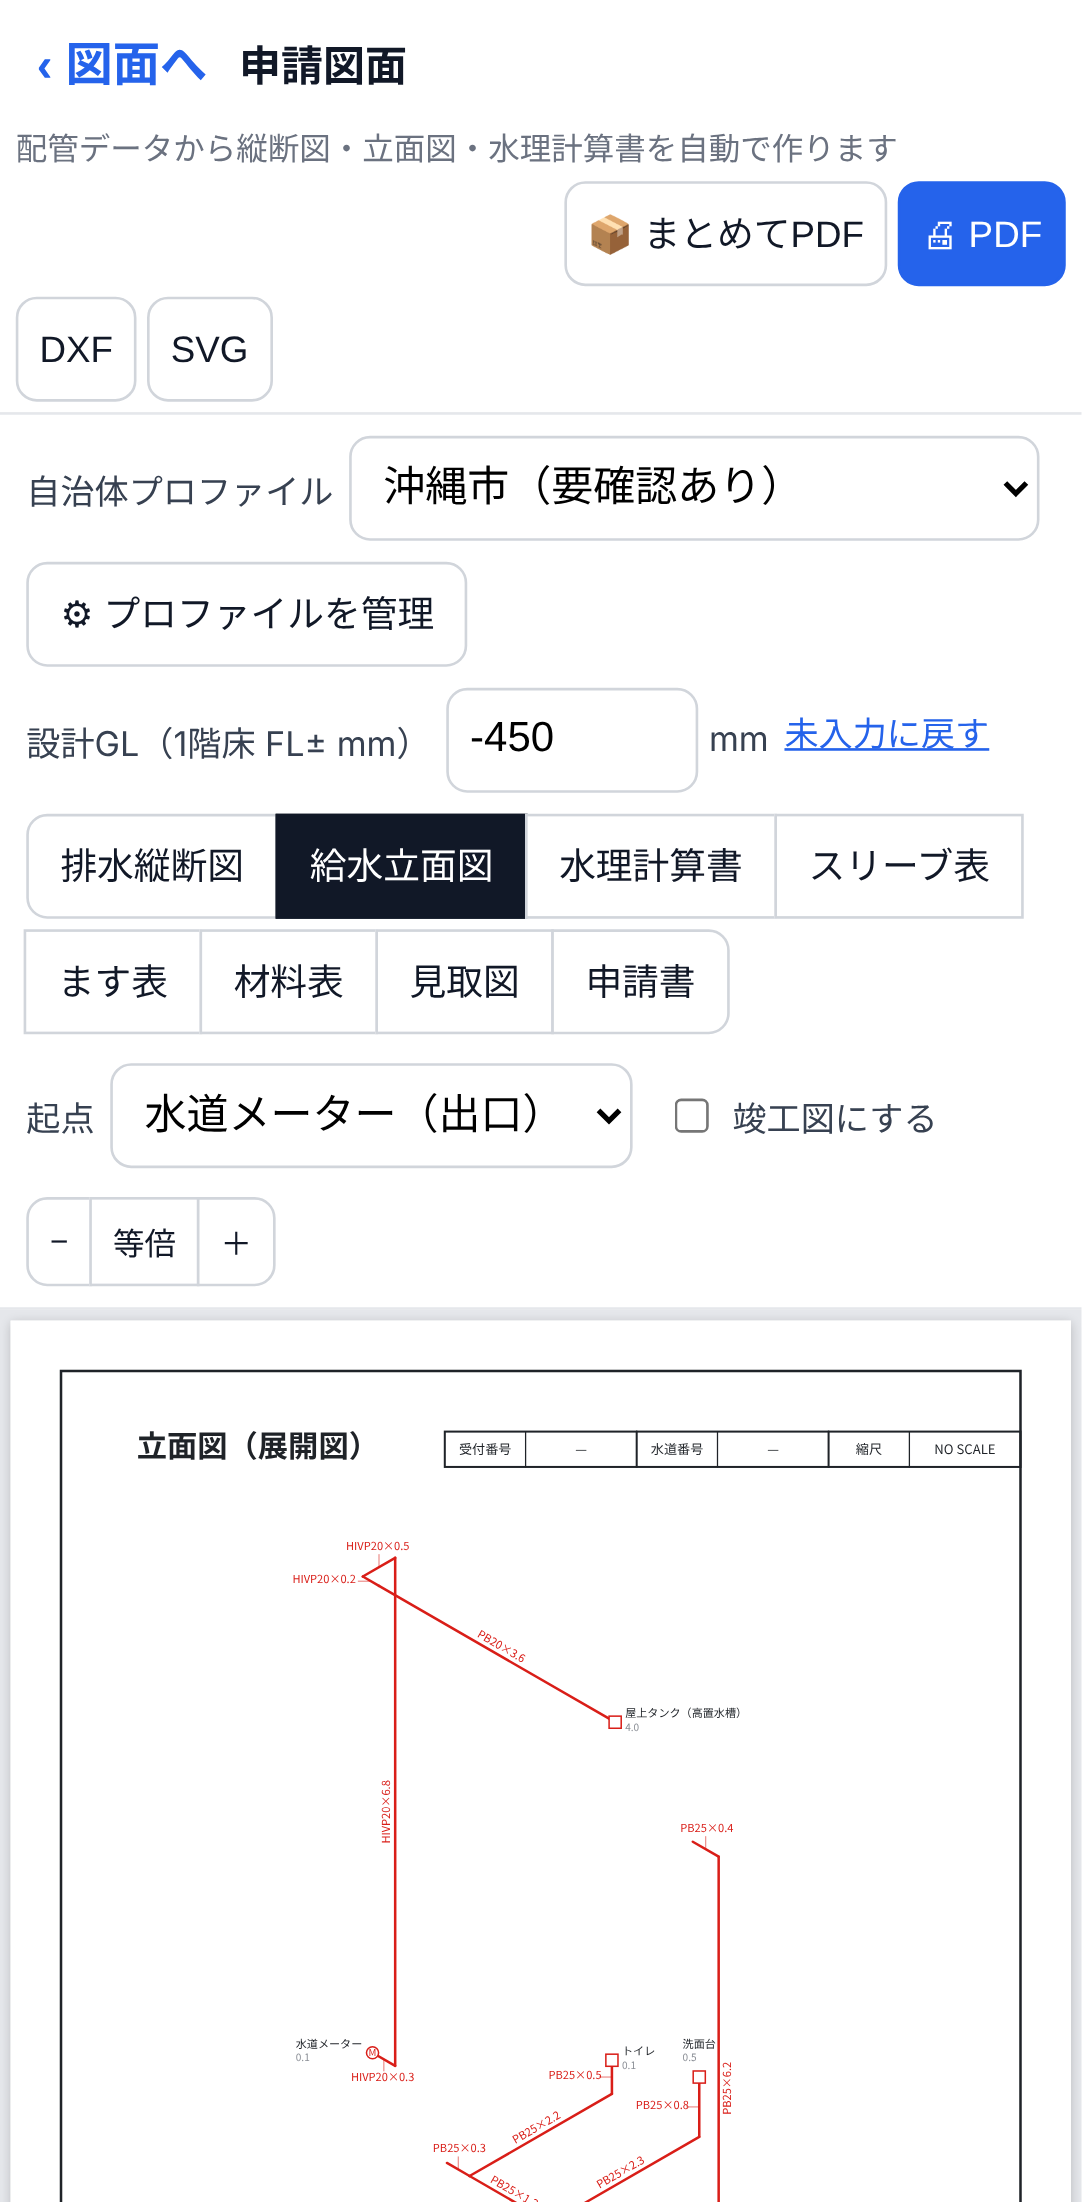 ‹ 図面へ 申請図面
配管データから縦断図・立面図・水理計算書を自動で作ります
📦 まとめてPDF 🖨 PDF
DXF SVG
自治体プロファイル 沖縄市（要確認あり）
⚙ プロファイルを管理
設計GL（1階床 FL± mm） -450 mm 未入力に戻す
排水縦断図 給水立面図 水理計算書 スリーブ表
ます表 材料表 見取図 申請書
起点 水道メーター（出口） 竣工図にする
− 等倍 ＋
立面図（展開図） 受付番号 — 水道番号 — 縮尺 NO SCALE
HIVP20×0.5
HIVP20×0.2
PB20×3.6
屋上タンク（高置水槽）
4.0
HIVP20×6.8
PB25×0.4
水道メーター M
0.1
HIVP20×0.3
トイレ
0.1
洗面台
0.5
PB25×0.5
PB25×6.2
PB25×0.8
PB25×2.2
PB25×0.3
PB25×2.3